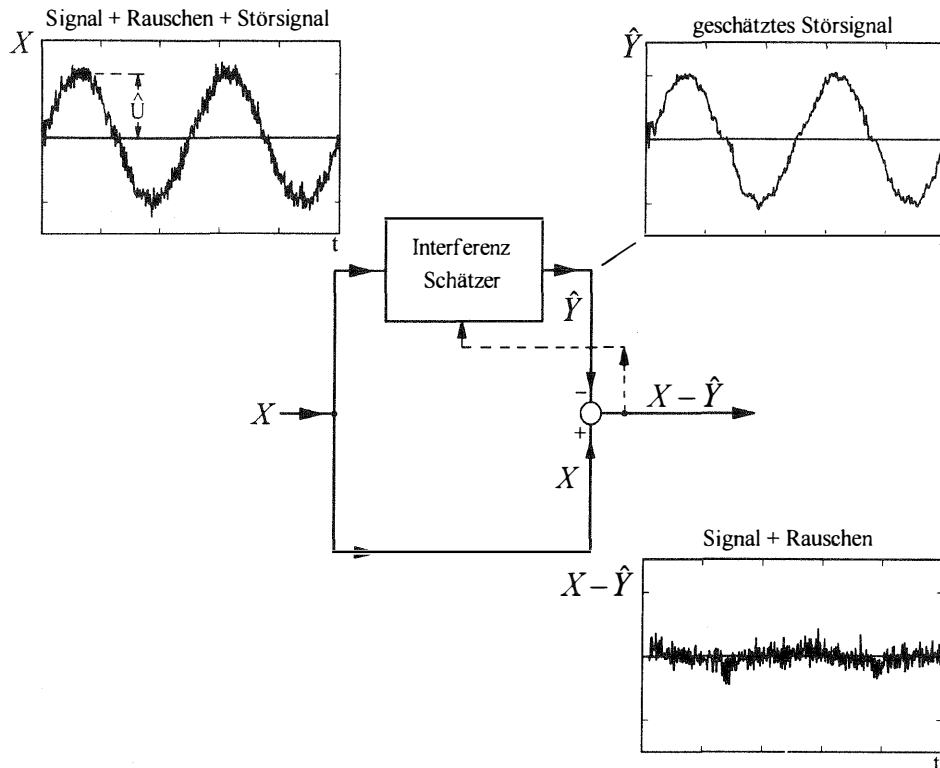 Signal + Rauschen + Störsignal
X
Û
t
geschätztes Störsignal
Ŷ
Interferenz
Schätzer
Ŷ
X
−
X − Ŷ
+
X
Signal + Rauschen
X − Ŷ
t